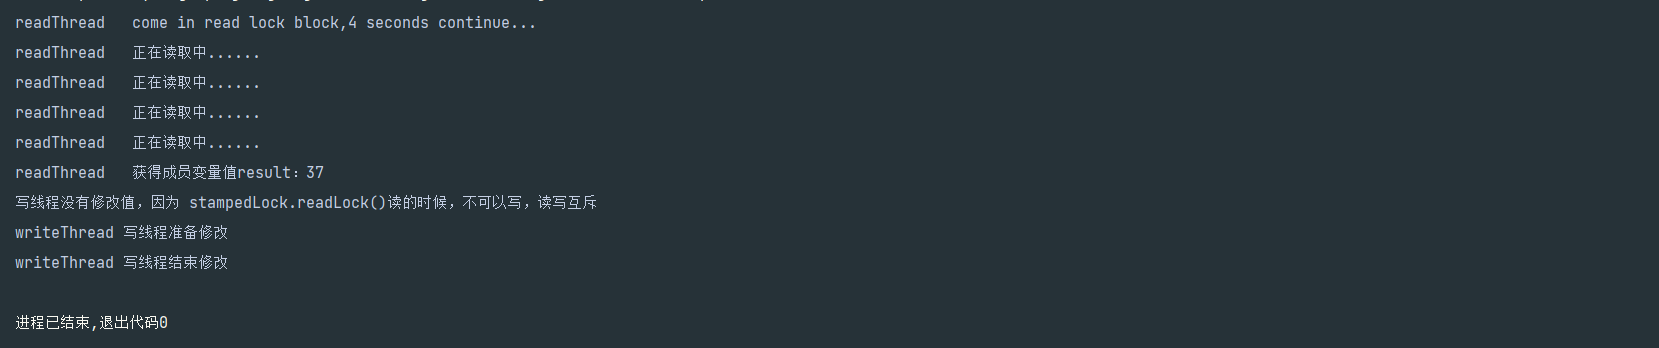 readThread   come in read lock block,4 seconds continue...
readThread   正在读取中......
readThread   正在读取中......
readThread   正在读取中......
readThread   正在读取中......
readThread   获得成员变量值result：37
写线程没有修改值，因为 stampedLock.readLock()读的时候，不可以写，读写互斥
writeThread 写线程准备修改
writeThread 写线程结束修改
进程已结束,退出代码0